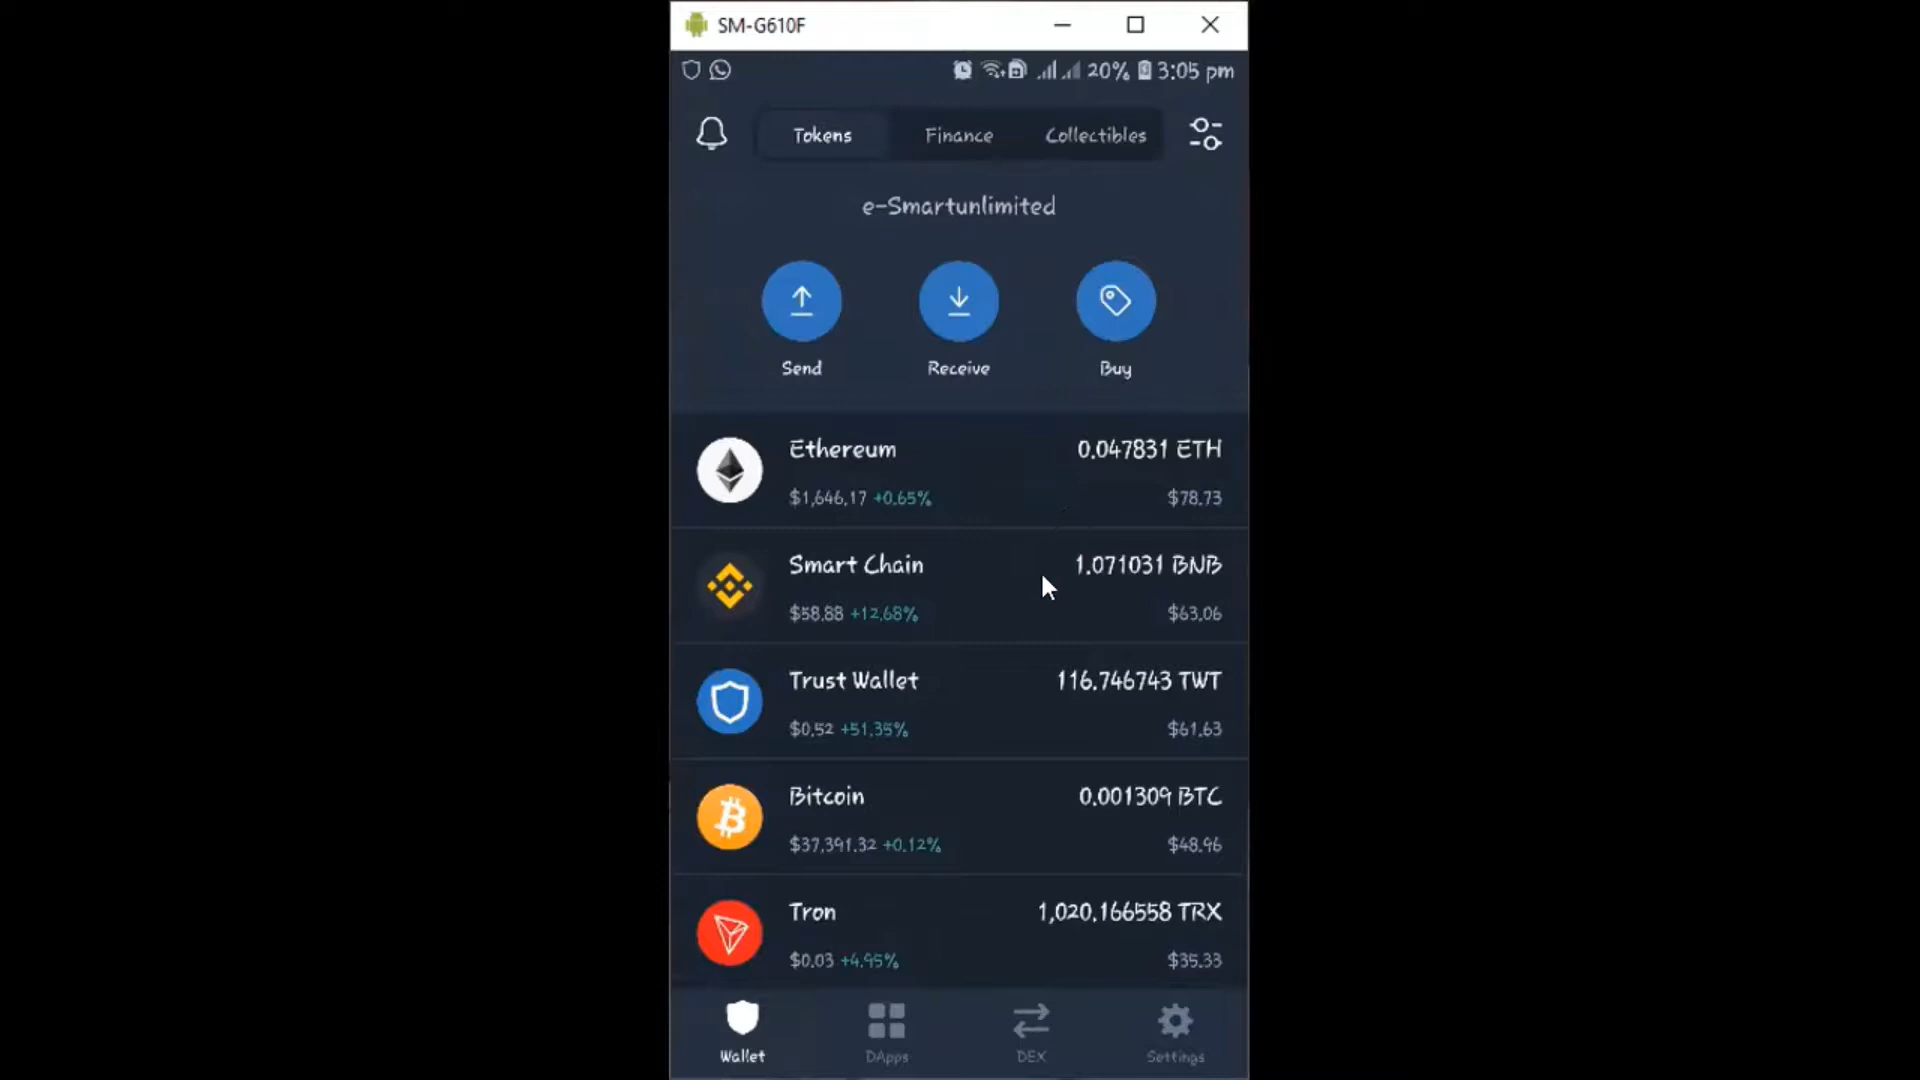 SM-G610F
20% 3:05 pm
Tokens Finance Collectibles
e-Smartunlimited
Send Receive Buy
Ethereum 0.047831 ETH
$1,646.17 +0.65% $78.73
Smart Chain 1.071031 BNB
$58.88 +12.68% $63.06
Trust Wallet 116.746743 TWT
$0.52 +51.35% $61.63
Bitcoin 0.001309 BTC
$37,391.32 +0.12% $48.96
Tron 1,020.166558 TRX
$0.03 +4.95% $35.33
Wallet DApps DEX Settings